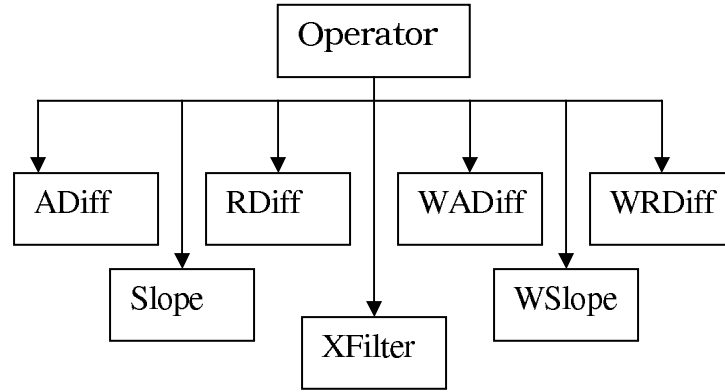 Operator
ADiff
RDiff
WADiff
WRDiff
Slope
WSlope
XFilter